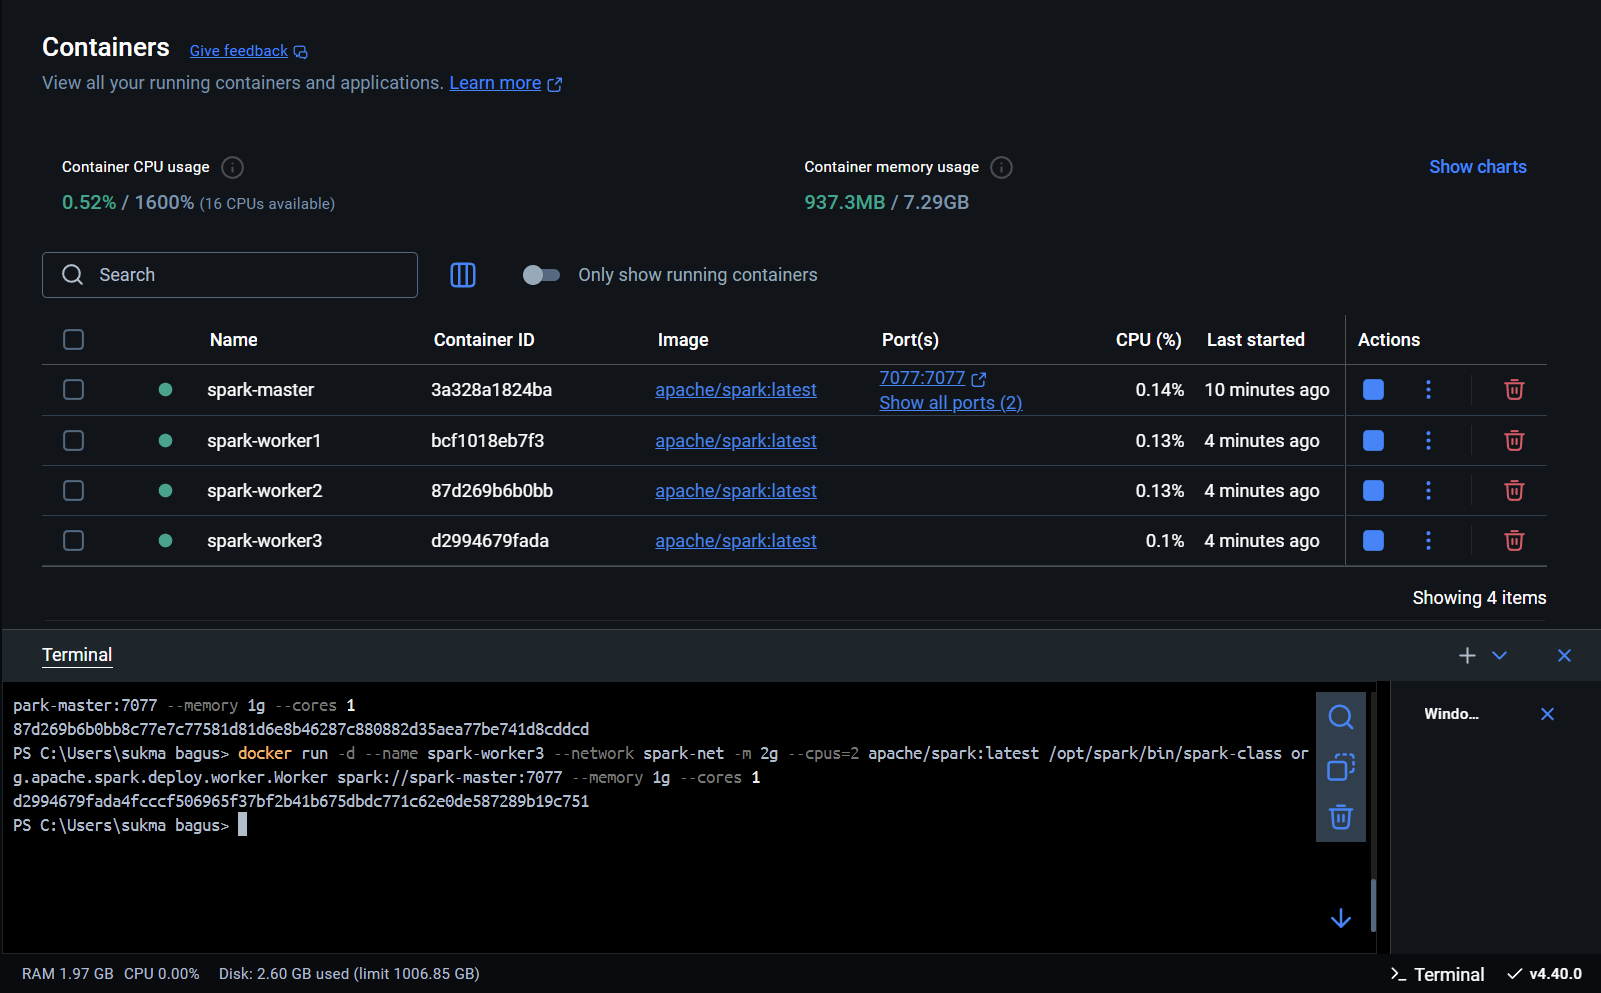 Containers Give feedback
View all your running containers and applications. Learn more
Container CPU usage
0.52% / 1600% (16 CPUs available)
Container memory usage
937.3MB / 7.29GB
Show charts
Search
Only show running containers
Name Container ID Image Port(s) CPU (%) Last started Actions
spark-master 3a328a1824ba apache/spark:latest 7077:7077 0.14% 10 minutes ago
Show all ports (2)
spark-worker1 bcf1018eb7f3 apache/spark:latest 0.13% 4 minutes ago
spark-worker2 87d269b6b0bb apache/spark:latest 0.13% 4 minutes ago
spark-worker3 d2994679fada apache/spark:latest 0.1% 4 minutes ago
Showing 4 items
Terminal
park-master:7077 --memory 1g --cores 1
87d269b6b0bb8c77e7c77581d81d6e8b46287c880882d35aea77be741d8cddcd
PS C:\Users\sukma bagus> docker run -d --name spark-worker3 --network spark-net -m 2g --cpus=2 apache/spark:latest /opt/spark/bin/spark-class or
g.apache.spark.deploy.worker.Worker spark://spark-master:7077 --memory 1g --cores 1
d2994679fada4fcccf506965f37bf2b41b675dbdc771c62e0de587289b19c751
PS C:\Users\sukma bagus>
Windo...
RAM 1.97 GB CPU 0.00% Disk: 2.60 GB used (limit 1006.85 GB)
Terminal v4.40.0